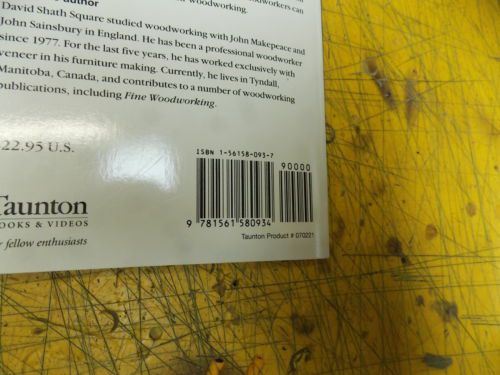 woodworking.
author
David Shath Square studied woodworking with John Makepeace and
John Sainsbury in England. He has been a professional woodworker
since 1977. For the last five years, he has worked exclusively with
veneer in his furniture making. Currently, he lives in Tyndall,
Manitoba, Canada, and contributes to a number of woodworking
publications, including Fine Woodworking.
22.95 U.S.
ISBN 1-56158-093-7
90000
9 781561 580934
Taunton Product # 070221
Taunton
BOOKS & VIDEOS
fellow enthusiasts